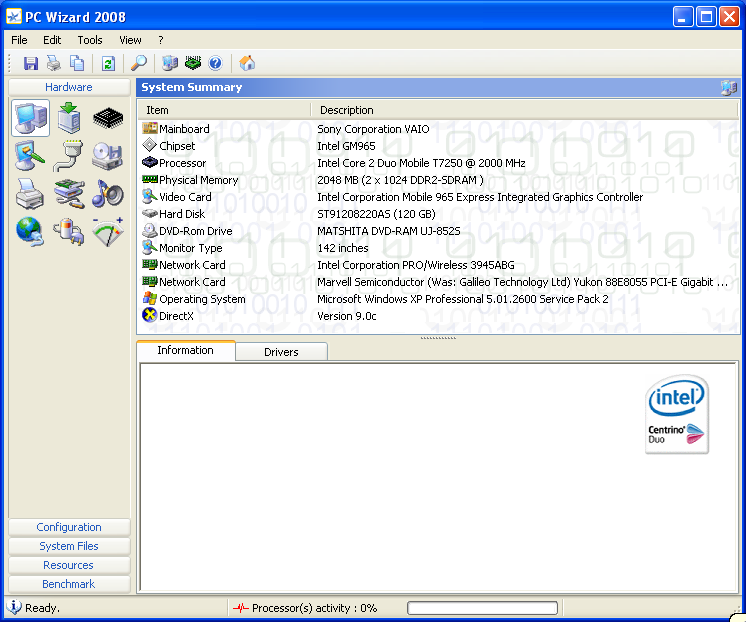 PC Wizard 2008
File Edit Tools View ?
Hardware
System Summary
Item Description
Mainboard Sony Corporation VAIO
Chipset Intel GM965
Processor Intel Core 2 Duo Mobile T7250 @ 2000 MHz
Physical Memory 2048 MB (2 x 1024 DDR2-SDRAM )
Video Card Intel Corporation Mobile 965 Express Integrated Graphics Controller
Hard Disk ST91208220AS (120 GB)
DVD-Rom Drive MATSHITA DVD-RAM UJ-852S
Monitor Type 142 inches
Network Card Intel Corporation PRO/Wireless 3945ABG
Network Card Marvell Semiconductor (Was: Galileo Technology Ltd) Yukon 88E8055 PCI-E Gigabit ...
Operating System Microsoft Windows XP Professional 5.01.2600 Service Pack 2
DirectX Version 9.0c
Information Drivers
intel
Centrino
Duo
Configuration
System Files
Resources
Benchmark
Ready. Processor(s) activity : 0%